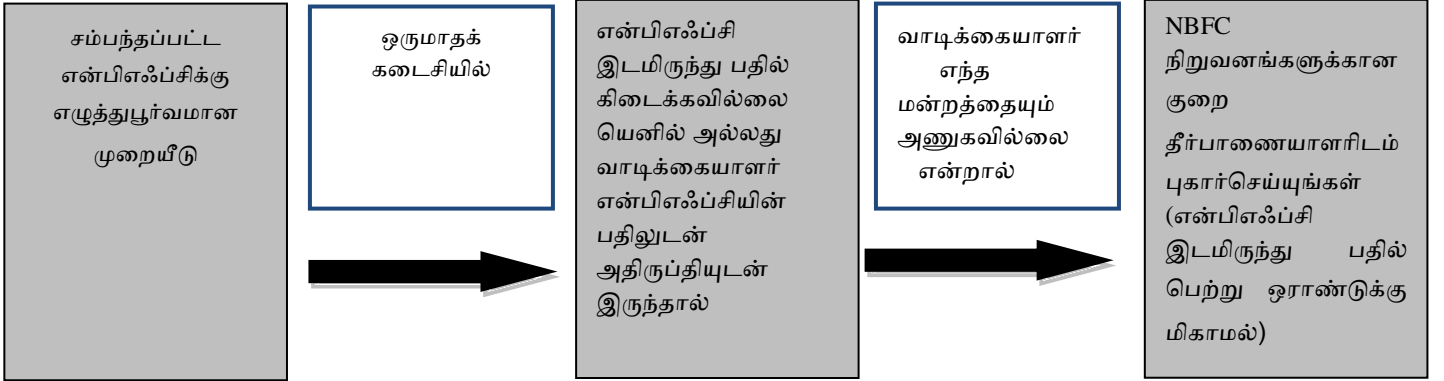 சம்பந்தப்பட்ட
என்பிஎஃப்சிக்கு
எழுத்துபூர்வமான
முறையீடு
ஒருமாதக்
கடைசியில்
என்பிஎஃப்சி
இடமிருந்து பதில்
கிடைக்கவில்லை
யெனில் அல்லது
வாடிக்கையாளர்
என்பிஎஃப்சியின்
பதிலுடன்
அதிருப்தியுடன்
இருந்தால்
வாடிக்கையாளர்
எந்த
மன்றத்தையும்
அணுகவில்லை
என்றால்
NBFC
நிறுவனங்களுக்கான
குறை
தீர்பாணையாளரிடம்
புகார்செய்யுங்கள்
(என்பிஎஃப்சி
இடமிருந்து பதில்
பெற்று ஒராண்டுக்கு
மிகாமல்)